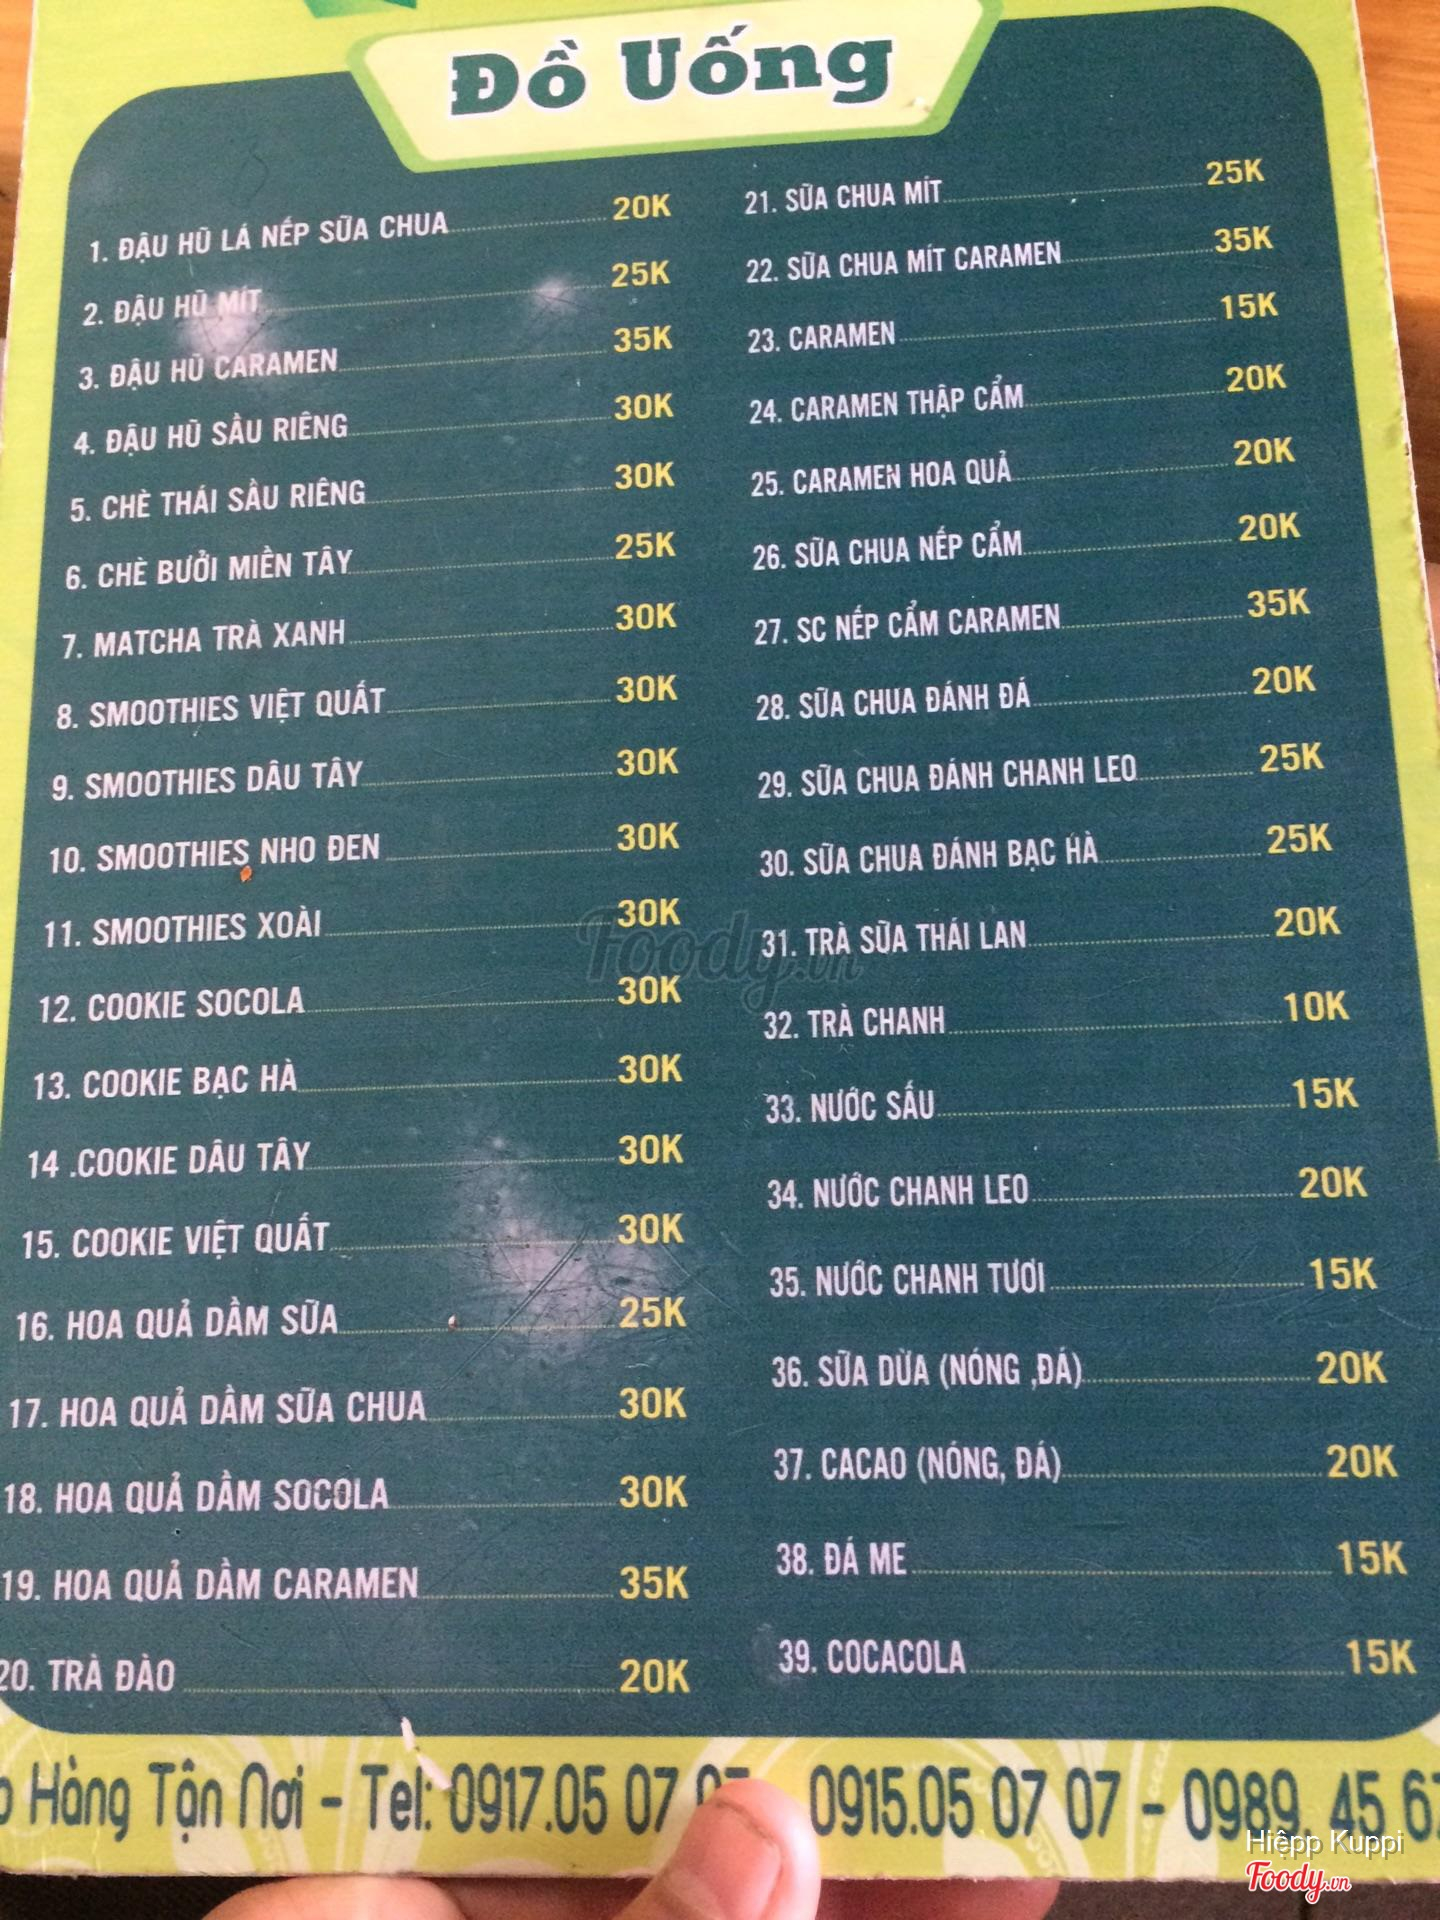 Đồ Uống
1. ĐẬU HŨ LÁ NẾP SỮA CHUA 20K
2. ĐẬU HŨ MÍT 25K
3. ĐẬU HŨ CARAMEN 35K
4. ĐẬU HŨ SẦU RIÊNG 30K
5. CHÈ THÁI SẦU RIÊNG 30K
6. CHÈ BƯỞI MIỀN TÂY 25K
7. MATCHA TRÀ XANH 30K
8. SMOOTHIES VIỆT QUẤT 30K
9. SMOOTHIES DÂU TÂY 30K
10. SMOOTHIES NHO ĐEN 30K
11. SMOOTHIES XOÀI 30K
12. COOKIE SOCOLA 30K
13. COOKIE BẠC HÀ 30K
14 .COOKIE DÂU TÂY 30K
15. COOKIE VIỆT QUẤT 30K
16. HOA QUẢ DẦM SỮA 25K
17. HOA QUẢ DẦM SỮA CHUA 30K
18. HOA QUẢ DẦM SOCOLA 30K
19. HOA QUẢ DẦM CARAMEN 35K
20. TRÀ ĐÀO 20K
21. SỮA CHUA MÍT 25K
22. SỮA CHUA MÍT CARAMEN 35K
23. CARAMEN 15K
24. CARAMEN THẬP CẨM 20K
25. CARAMEN HOA QUẢ 20K
26. SỮA CHUA NẾP CẨM 20K
27. SC NẾP CẨM CARAMEN 35K
28. SỮA CHUA ĐÁNH ĐÁ 20K
29. SỮA CHUA ĐÁNH CHANH LEO 25K
30. SỮA CHUA ĐÁNH BẠC HÀ 25K
31. TRÀ SỮA THÁI LAN 20K
32. TRÀ CHANH 10K
33. NƯỚC SẤU 15K
34. NƯỚC CHANH LEO 20K
35. NƯỚC CHANH TƯƠI 15K
36. SỮA DỪA (NÓNG ,ĐÁ) 20K
37. CACAO (NÓNG, ĐÁ) 20K
38. ĐÁ ME 15K
39. COCACOLA 15K
Hàng Tận Nơi - Tel: 0917.05 07 0915.05 07 07 - 0989. 45 67
Foody.vn
Hiệpp Kuppi
Foody.vn